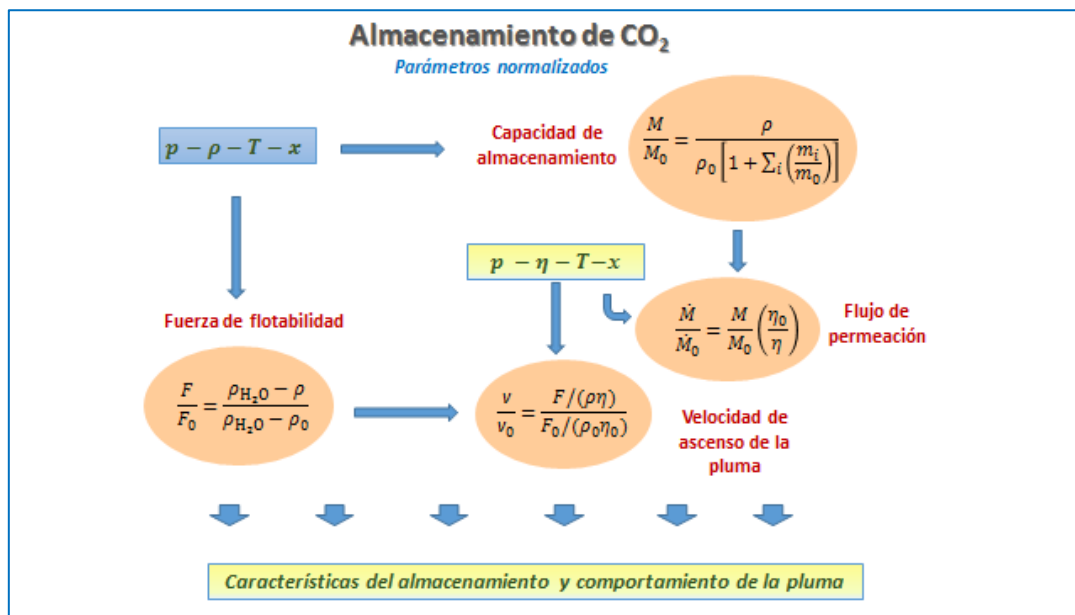 Almacenamiento de CO₂
Parámetros normalizados
p − ρ − T − x
Capacidad de
almacenamiento
M/M₀ = ρ/(ρ₀[1 + ∑ᵢ(mᵢ/m₀)])
p − η − T−x
Fuerza de flotabilidad
Ṁ/Ṁ₀ = M/M₀ (η₀/η)
Flujo de
permeación
F/F₀ = (ρH₂O − ρ)/(ρH₂O − ρ₀)
v/v₀ = F/(ρη)/F₀/(ρ₀η₀)
Velocidad de
ascenso de la
pluma
Características del almacenamiento y comportamiento de la pluma